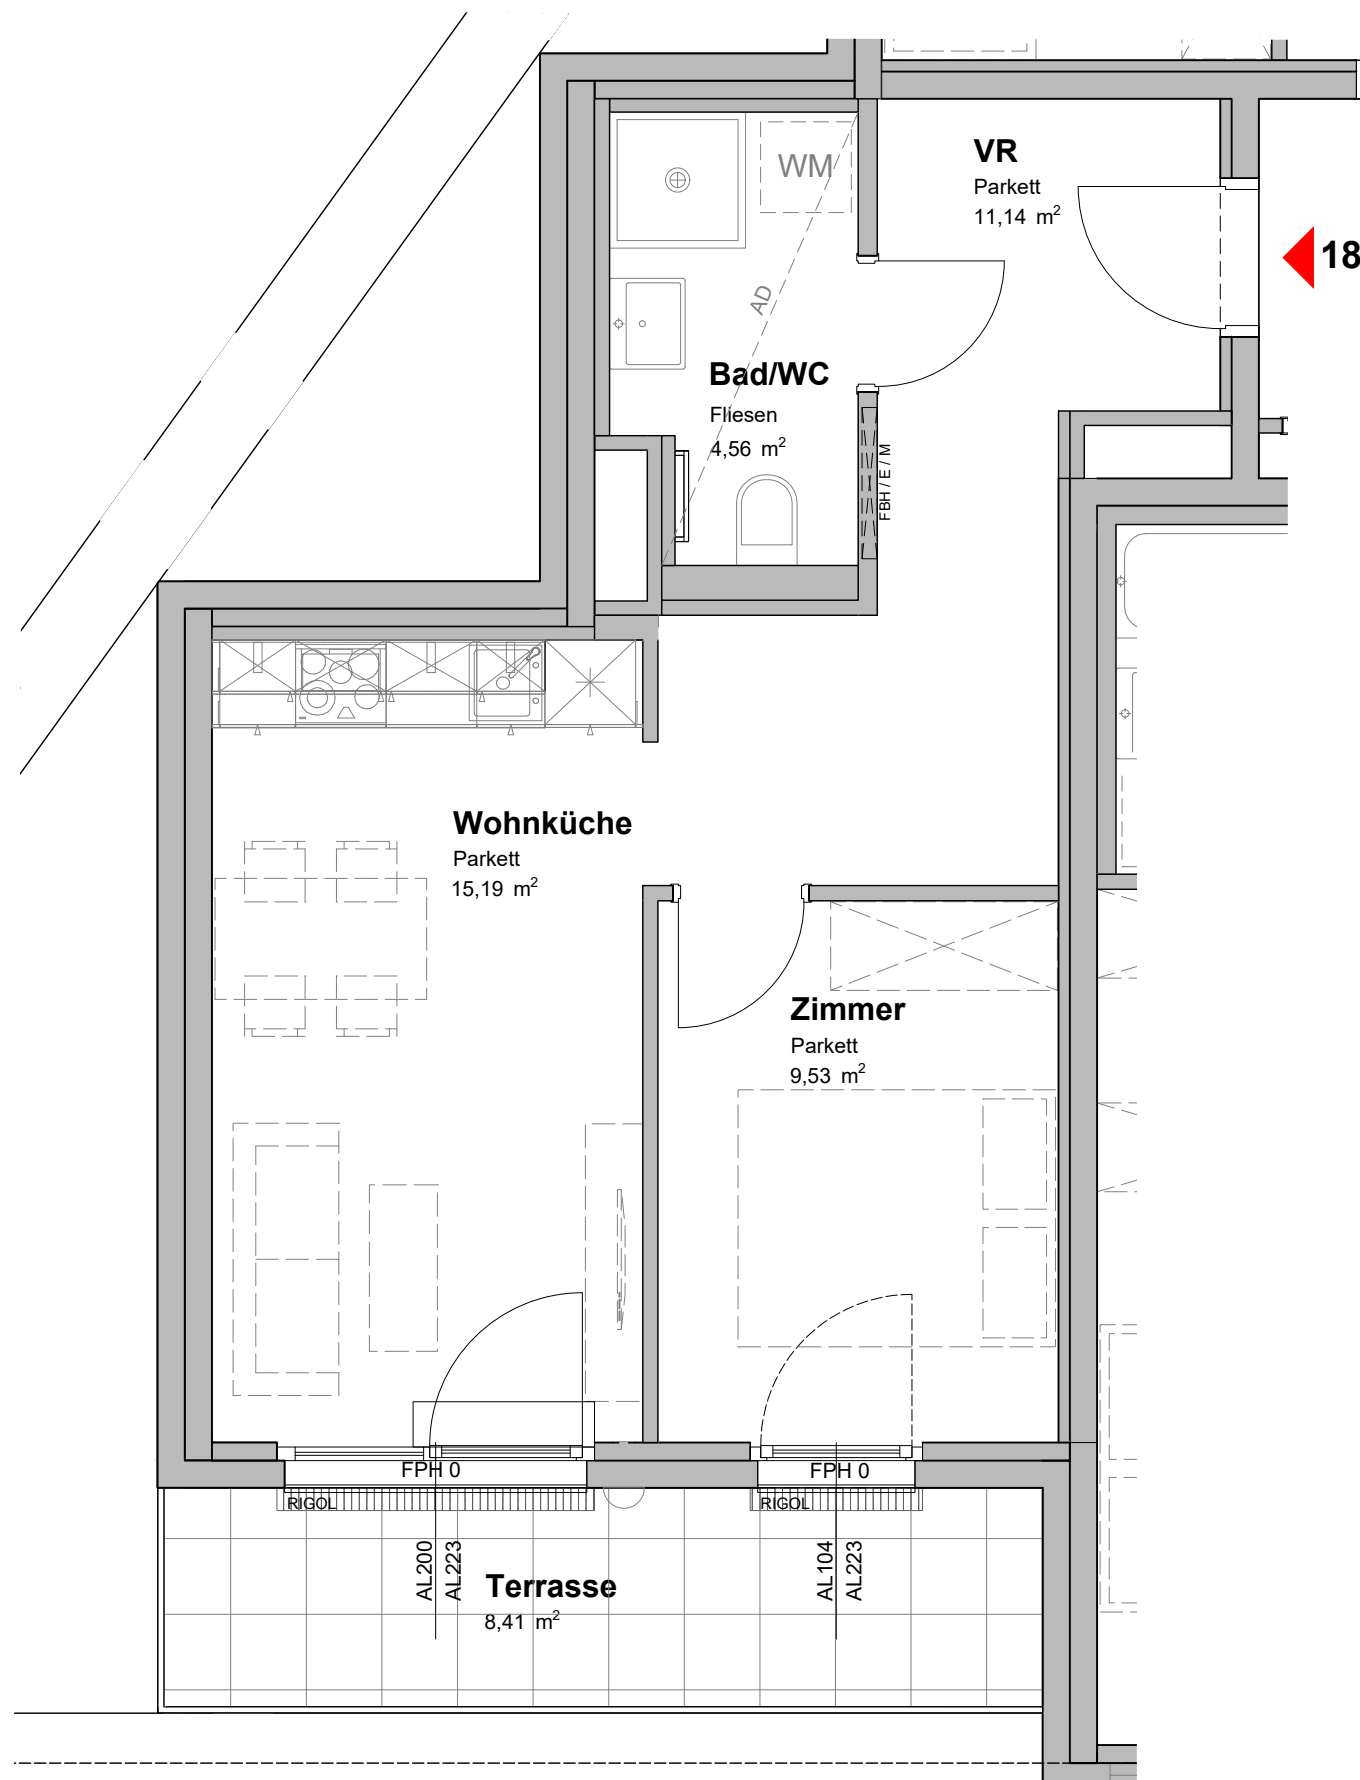 VR
Parkett
11,14 m²
WM
18
AD
Bad/WC
Fliesen
4,56 m²
FBH / E / M
Wohnküche
Parkett
15,19 m²
Zimmer
Parkett
9,53 m²
FPH 0
FPH 0
RIGOL
RIGOL
AL200
AL223
AL104
AL223
Terrasse
8,41 m²